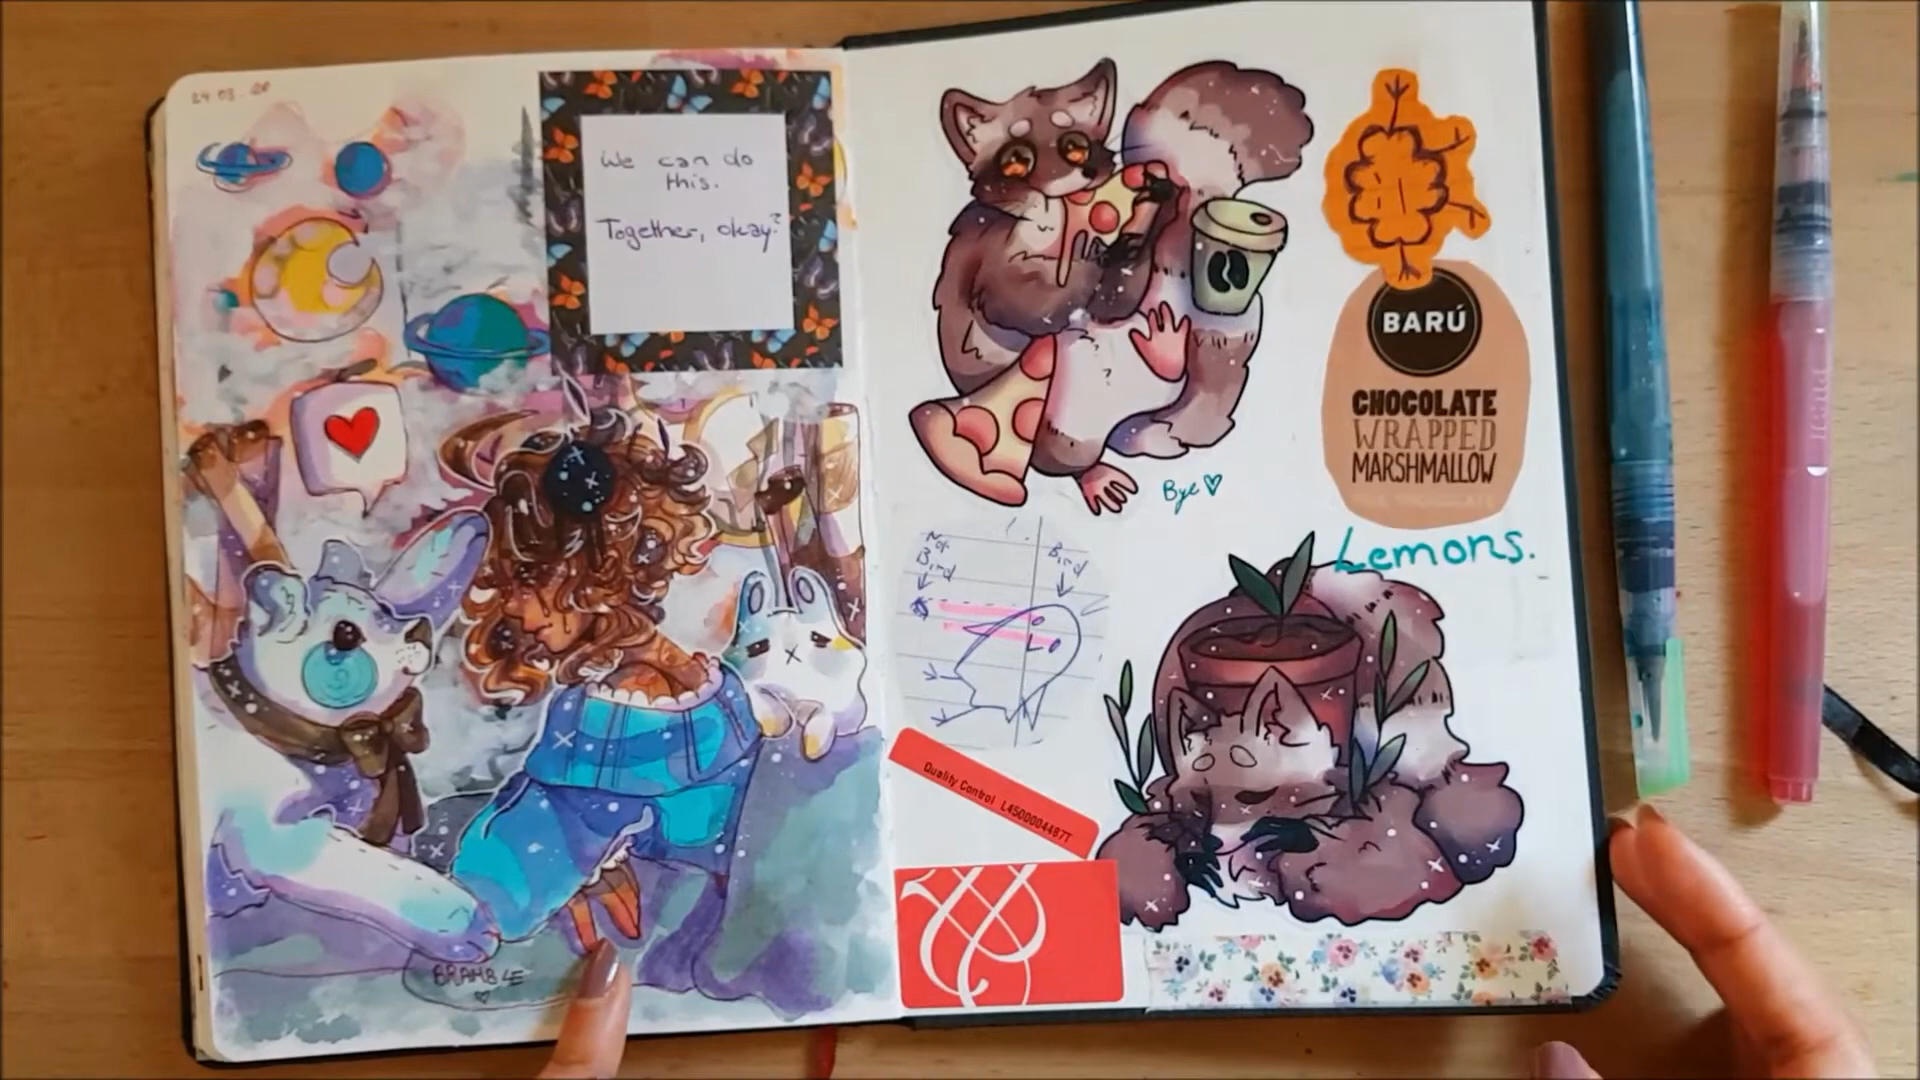 24.03.20
We can do
this.
Together, okay?
BRAMBLE
Bye
BARÚ
CHOCOLATE
WRAPPED
MARSHMALLOW
Lemons.
Not
Bird
Bird
Quality Control L45000044877